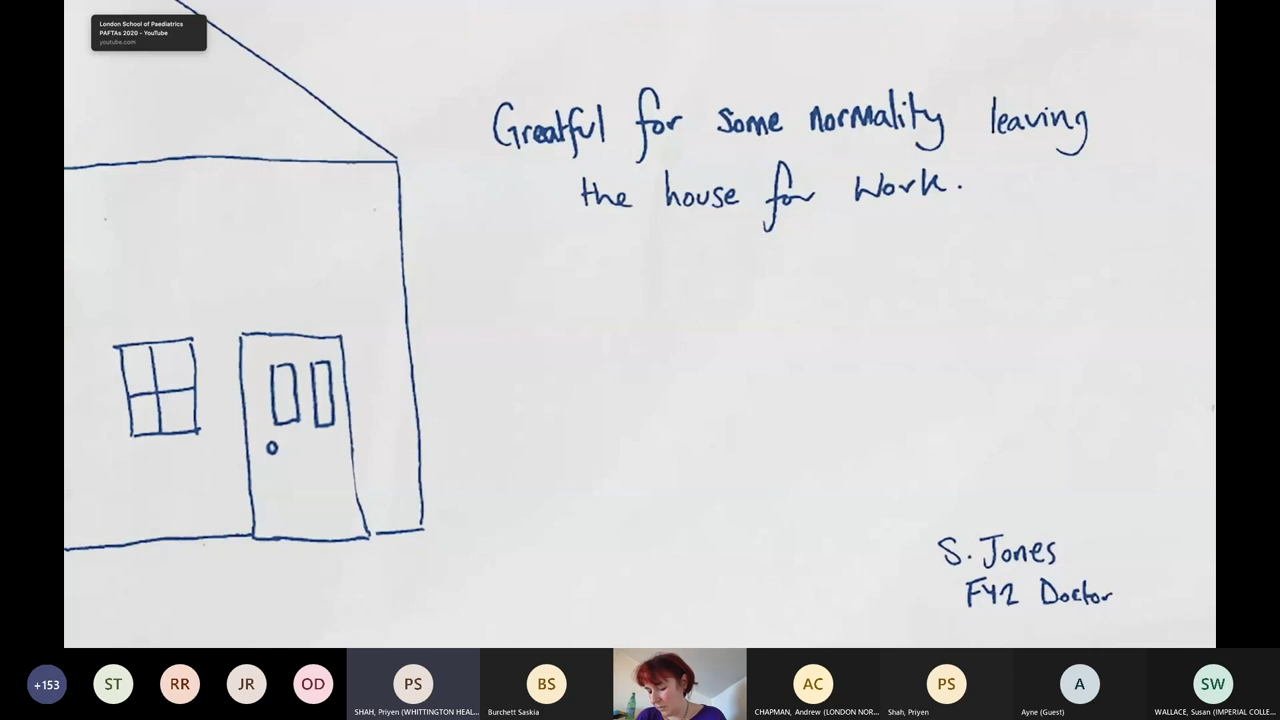 London School of Paediatrics
PAFTAs 2020 - YouTube
youtube.com
Greatful for some normality leaving
the house for work.
S. Jones
FY2 Doctor
+153
ST
RR
JR
OD
PS
BS
AC
PS
A
SW
SHAH, Priyen (WHITTINGTON HEAL...
Burchett Saskia
CHAPMAN, Andrew (LONDON NOR...
Shah, Priyen
Ayne (Guest)
WALLACE, Susan (IMPERIAL COLLE...